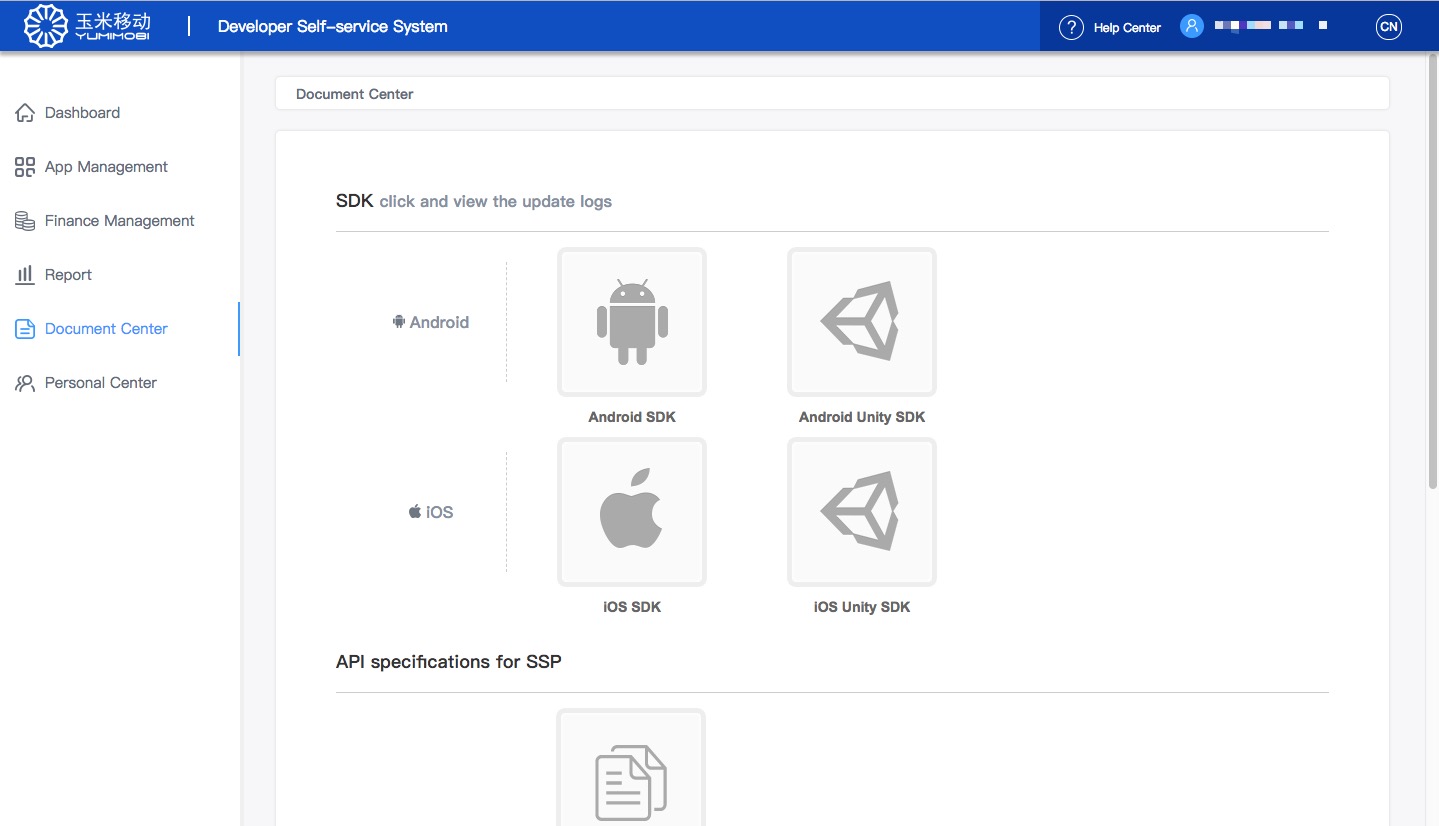 玉米移动
YUMIMOBI
Developer Self-service System
? Help Center
CN
Dashboard
App Management
Finance Management
Report
Document Center
Personal Center
Document Center
SDK click and view the update logs
Android
Android SDK
Android Unity SDK
iOS
iOS SDK
iOS Unity SDK
API specifications for SSP